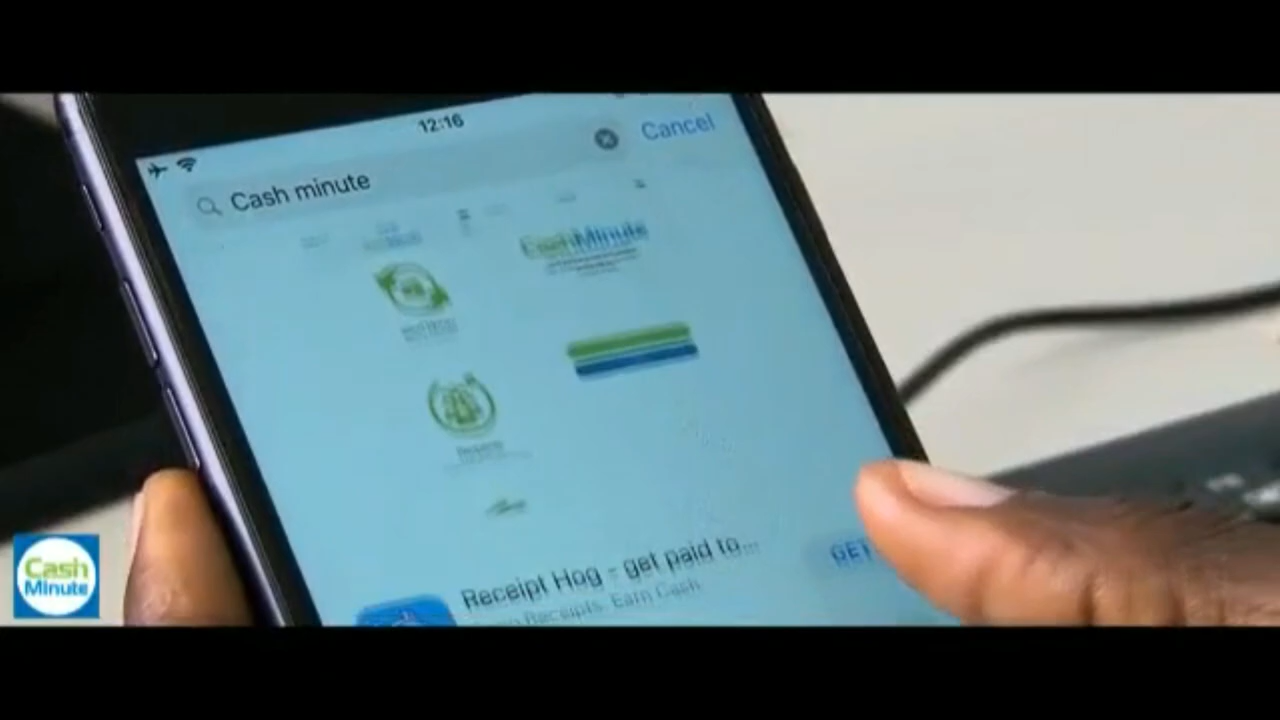 12:16
Cash minute
Cancel
CashMinute
Receipt Hog - get paid to...
GET
Receipts. Earn Cash
Cash
Minute